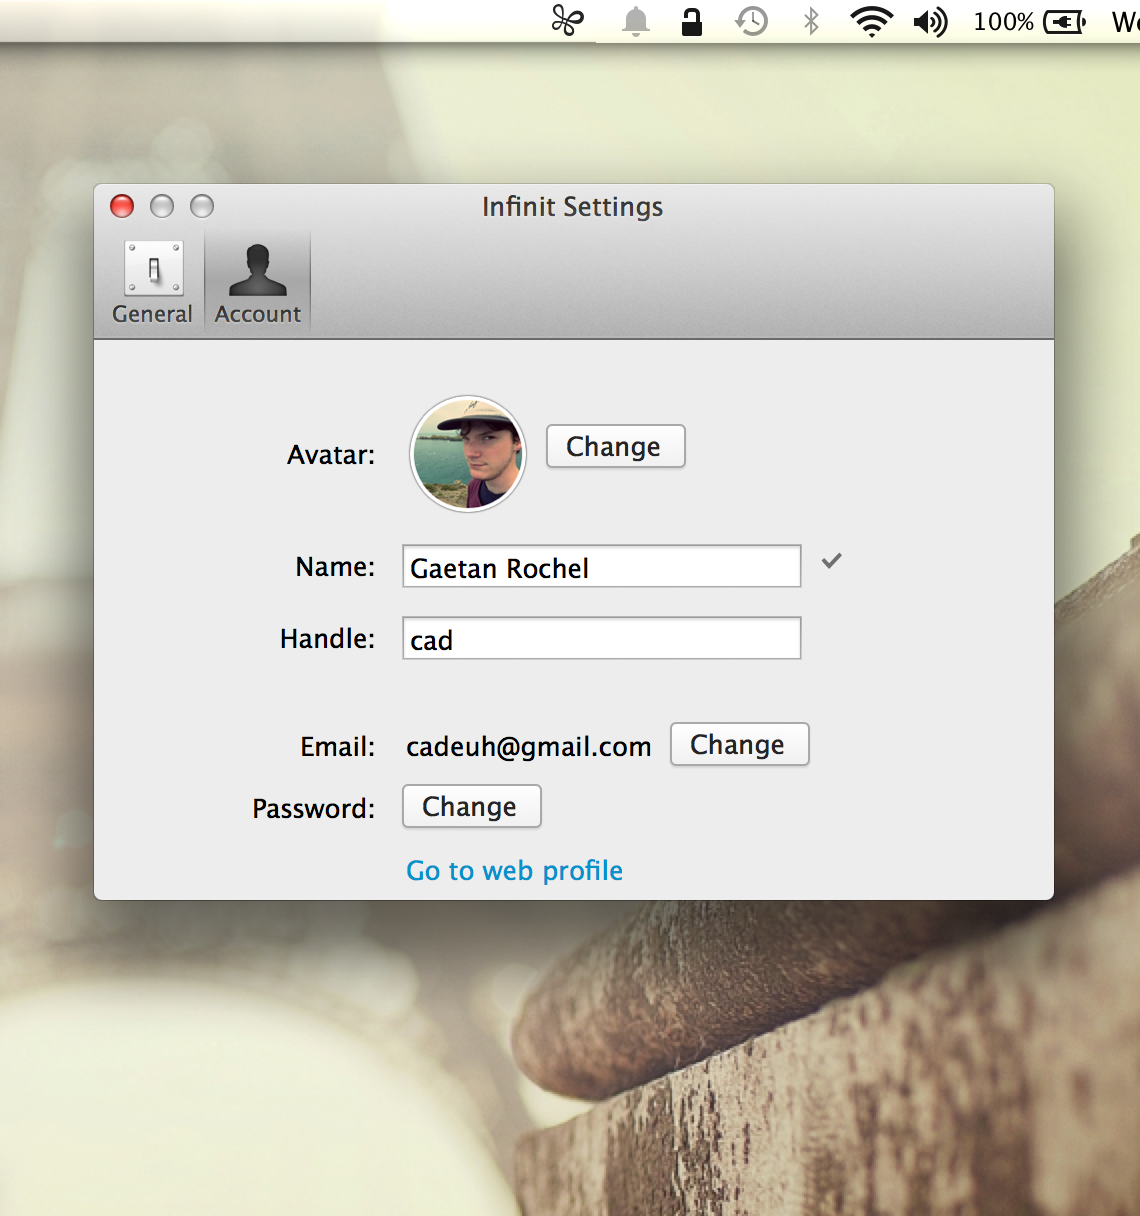 100% We
Infinit Settings
General Account
Avatar: Change
Name: Gaetan Rochel
Handle: cad
Email: cadeuh@gmail.com Change
Password: Change
Go to web profile